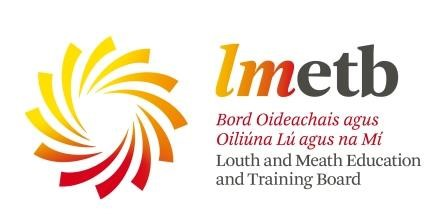 lmetb
Bord Oideachais agus
Oiliúna Lú agus na Mí
Louth and Meath Education
and Training Board